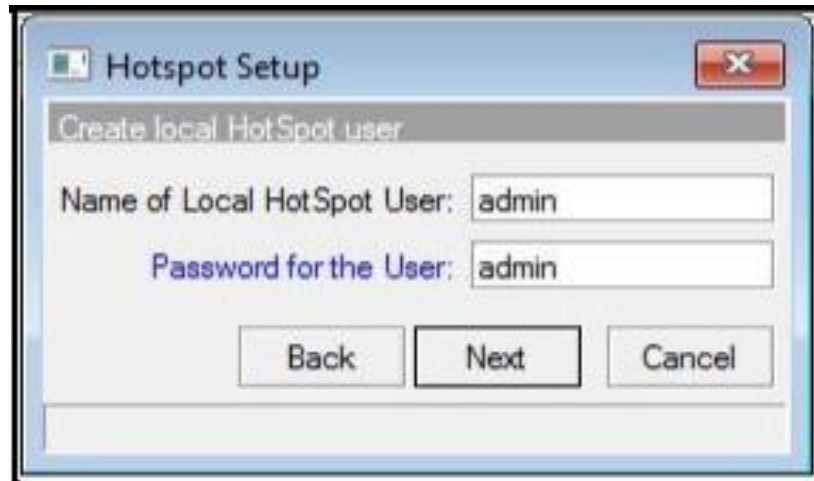 Hotspot Setup
Create local HotSpot user
Name of Local HotSpot User: admin
Password for the User: admin
Back Next Cancel